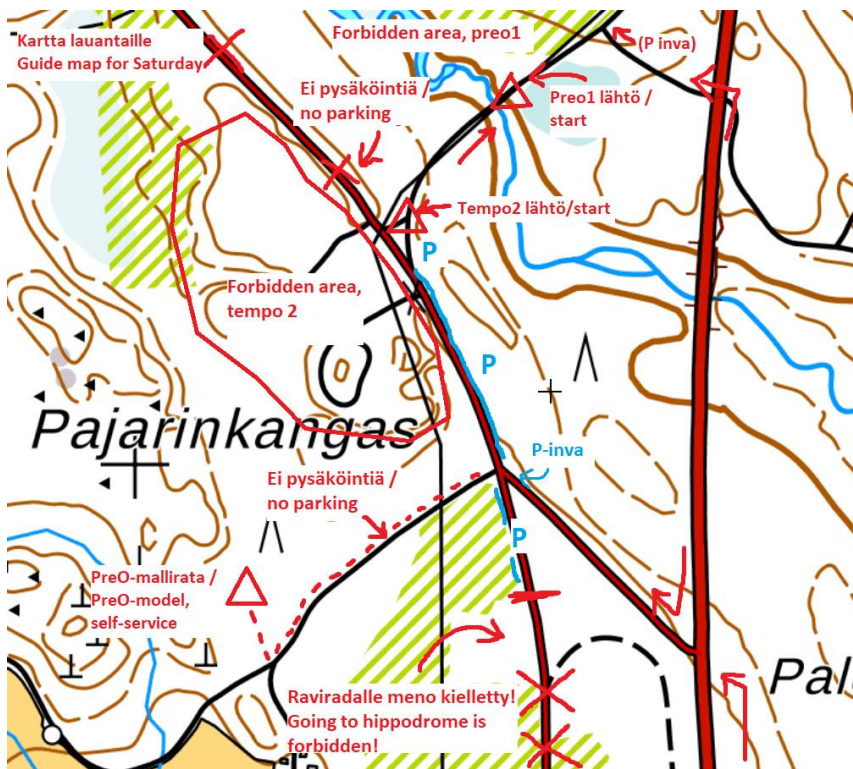 Kartta lauantaille
Guide map for Saturday
Forbidden area, preo1
(P inva)
Ei pysäköintiä /
no parking
Preo1 lähtö /
start
Tempo2 lähtö/start
P
Forbidden area,
tempo 2
P
Pajarinkangas
P-inva
Ei pysäköintiä /
no parking
P
PreO-mallirata /
PreO-model,
self-service
Raviradalle meno kielletty!
Going to hippodrome is
forbidden!
Pal